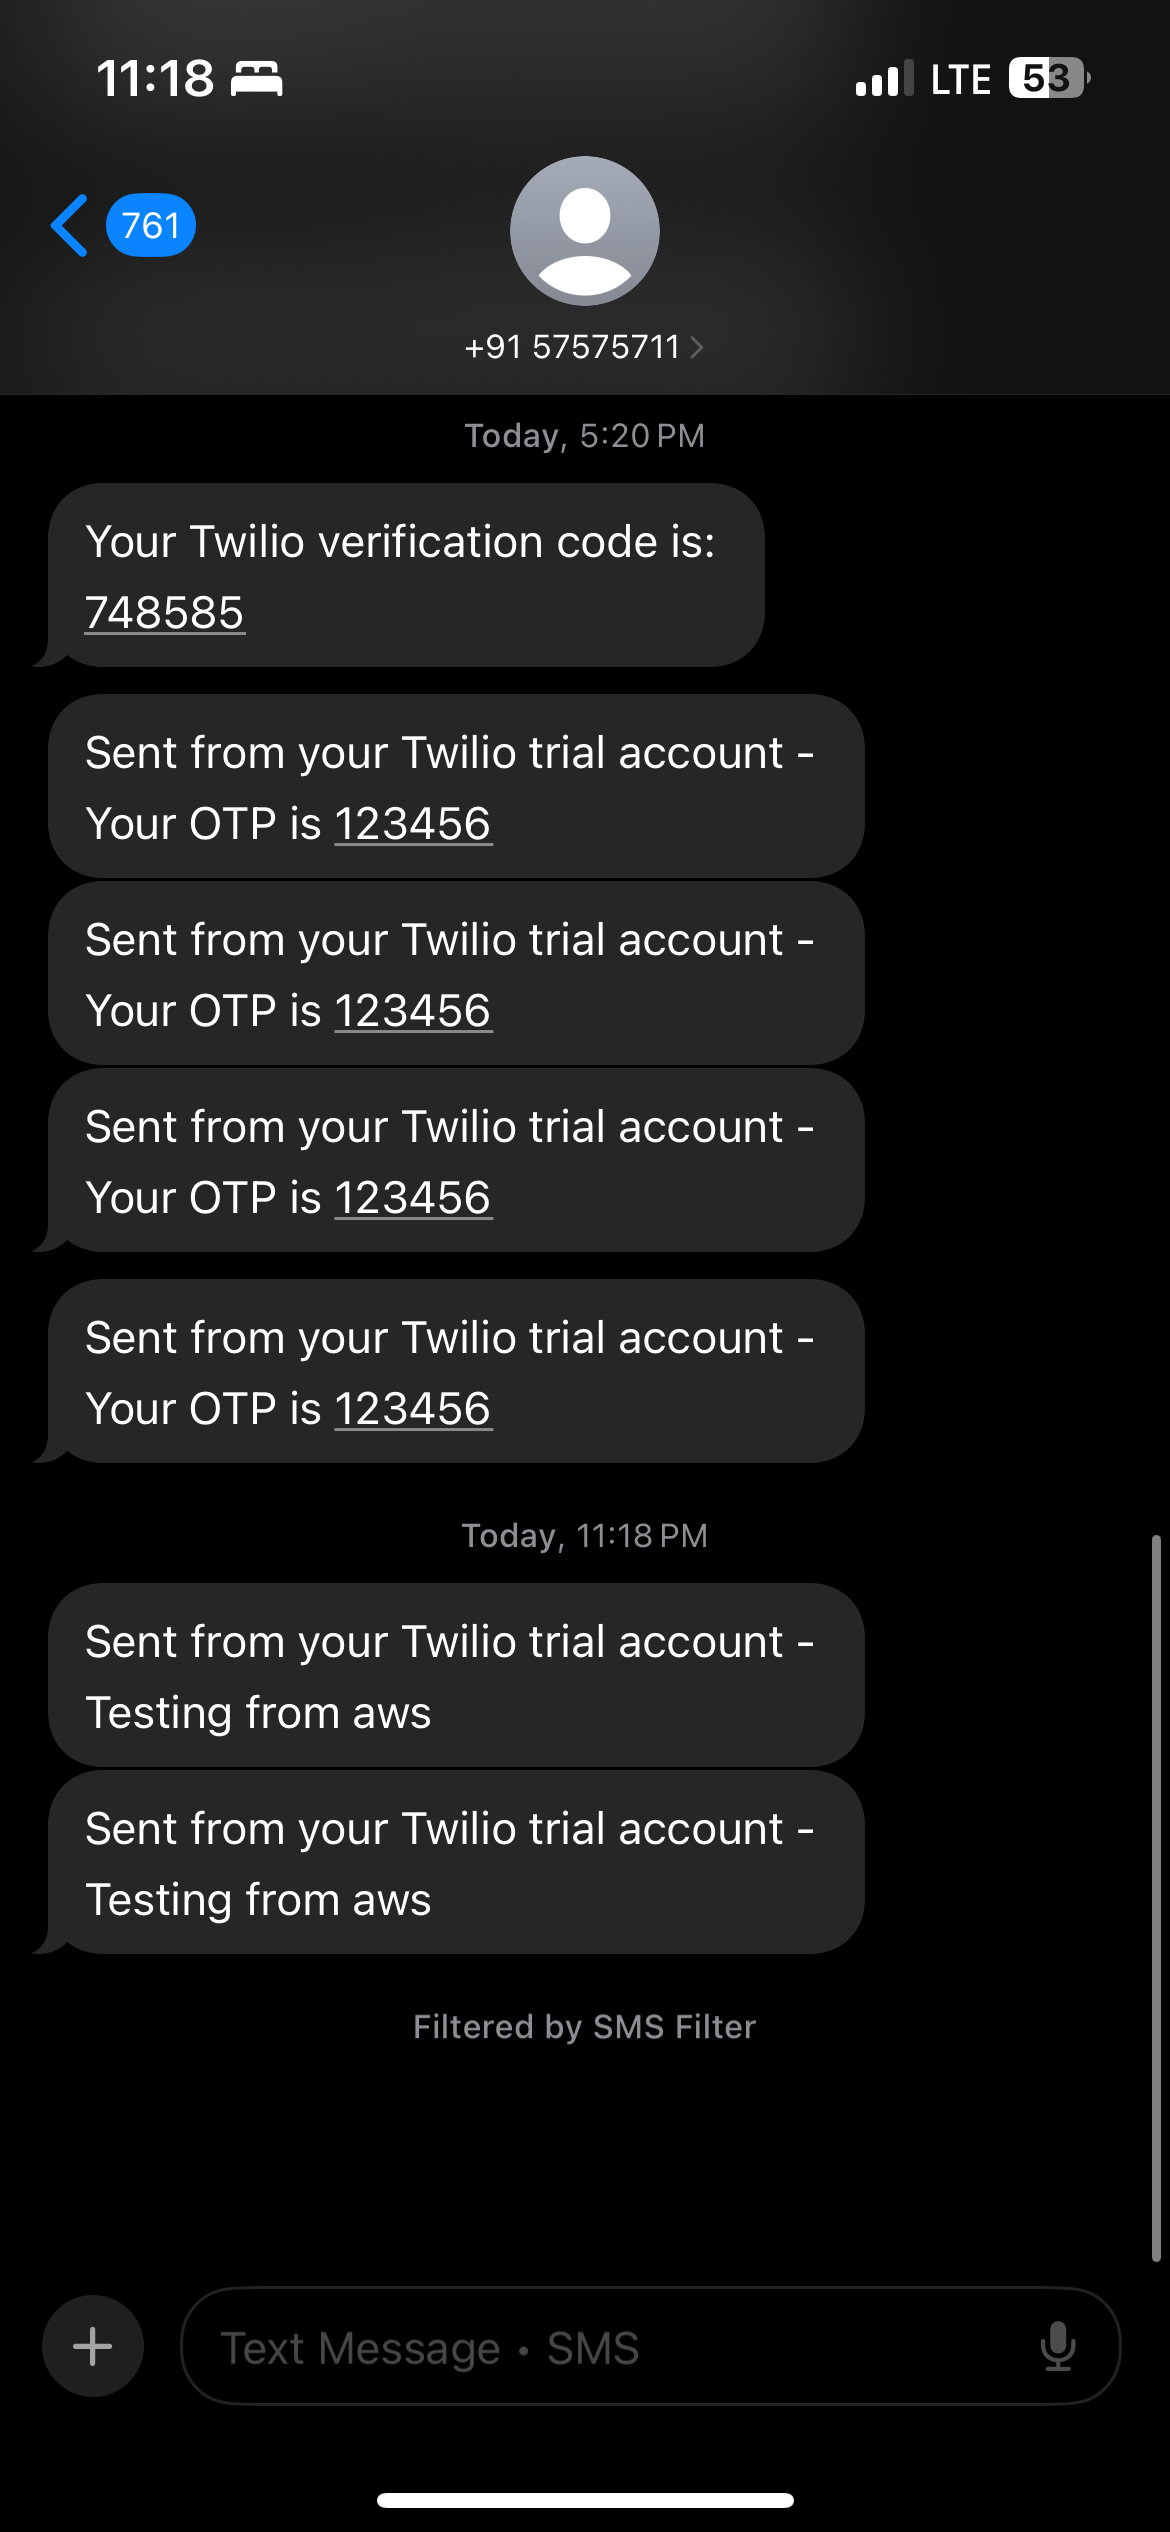 11:18
LTE 53
761
+91 57575711
Today, 5:20 PM
Your Twilio verification code is:
748585
Sent from your Twilio trial account -
Your OTP is 123456
Sent from your Twilio trial account -
Your OTP is 123456
Sent from your Twilio trial account -
Your OTP is 123456
Sent from your Twilio trial account -
Your OTP is 123456
Today, 11:18 PM
Sent from your Twilio trial account -
Testing from aws
Sent from your Twilio trial account -
Testing from aws
Filtered by SMS Filter
Text Message • SMS